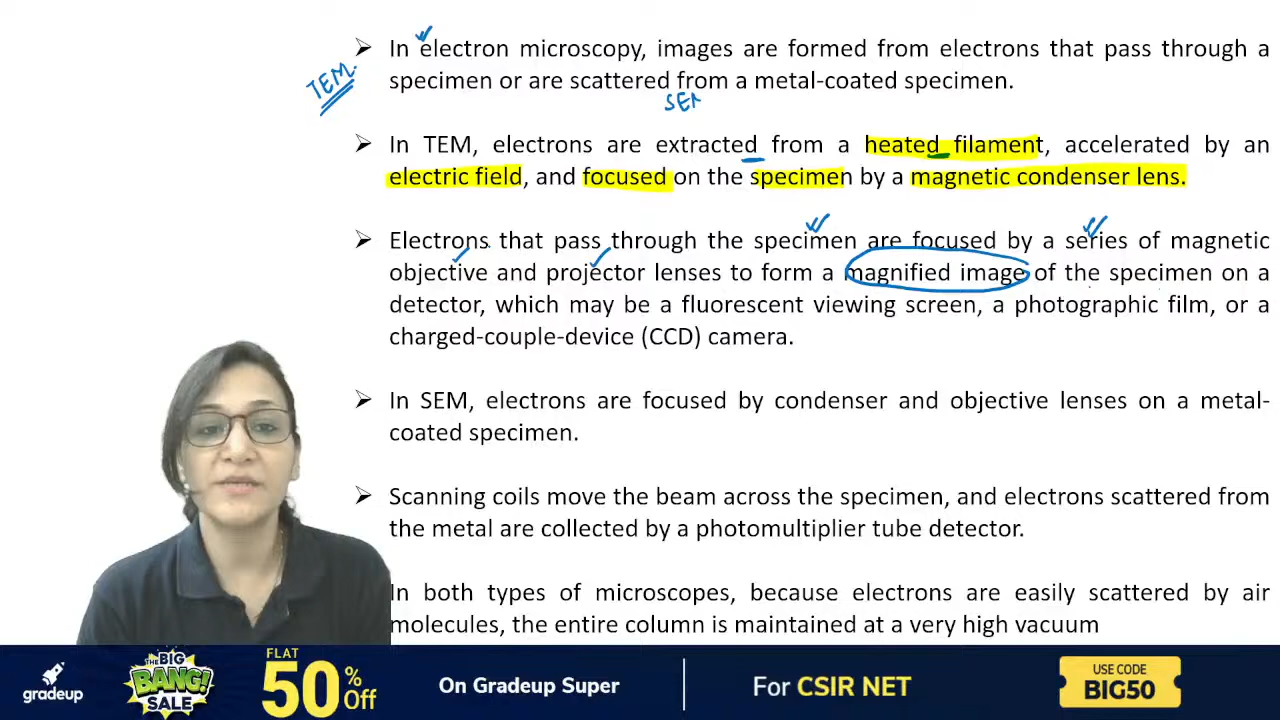 ➢ In electron microscopy, images are formed from electrons that pass through a
specimen or are scattered from a metal-coated specimen.
TEM
SEM
➢ In TEM, electrons are extracted from a heated filament, accelerated by an
electric field, and focused on the specimen by a magnetic condenser lens.
➢ Electrons that pass through the specimen are focused by a series of magnetic
objective and projector lenses to form a magnified image of the specimen on a
detector, which may be a fluorescent viewing screen, a photographic film, or a
charged-couple-device (CCD) camera.
➢ In SEM, electrons are focused by condenser and objective lenses on a metal-
coated specimen.
➢ Scanning coils move the beam across the specimen, and electrons scattered from
the metal are collected by a photomultiplier tube detector.
In both types of microscopes, because electrons are easily scattered by air
molecules, the entire column is maintained at a very high vacuum
gradeup
THE BIG
BANG!
SALE
FLAT
50 % Off
On Gradeup Super
For CSIR NET
USE CODE
BIG50